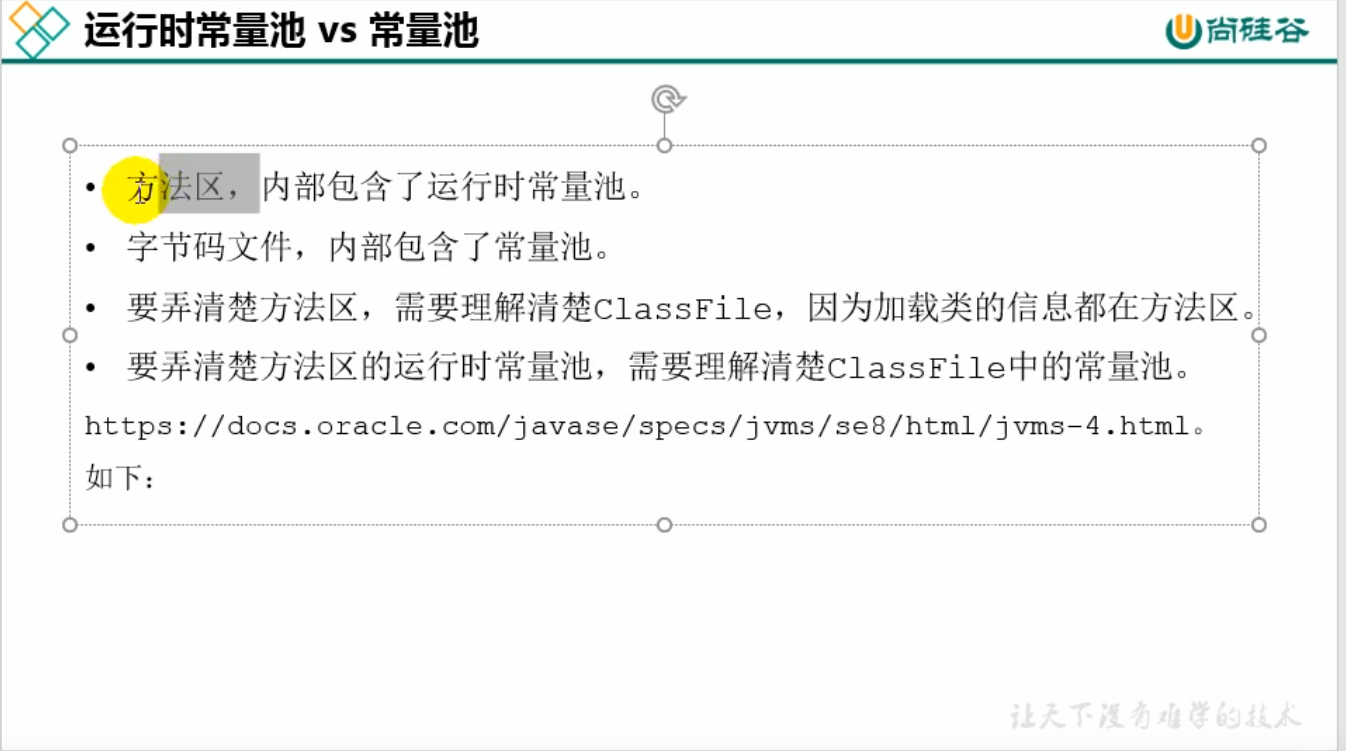 运行时常量池 vs 常量池
尚硅谷
• 方法区，内部包含了运行时常量池。
• 字节码文件，内部包含了常量池。
• 要弄清楚方法区，需要理解清楚ClassFile，因为加载类的信息都在方法区。
• 要弄清楚方法区的运行时常量池，需要理解清楚ClassFile中的常量池。
https://docs.oracle.com/javase/specs/jvms/se8/html/jvms-4.html。
如下：
让天下没有难学的技术